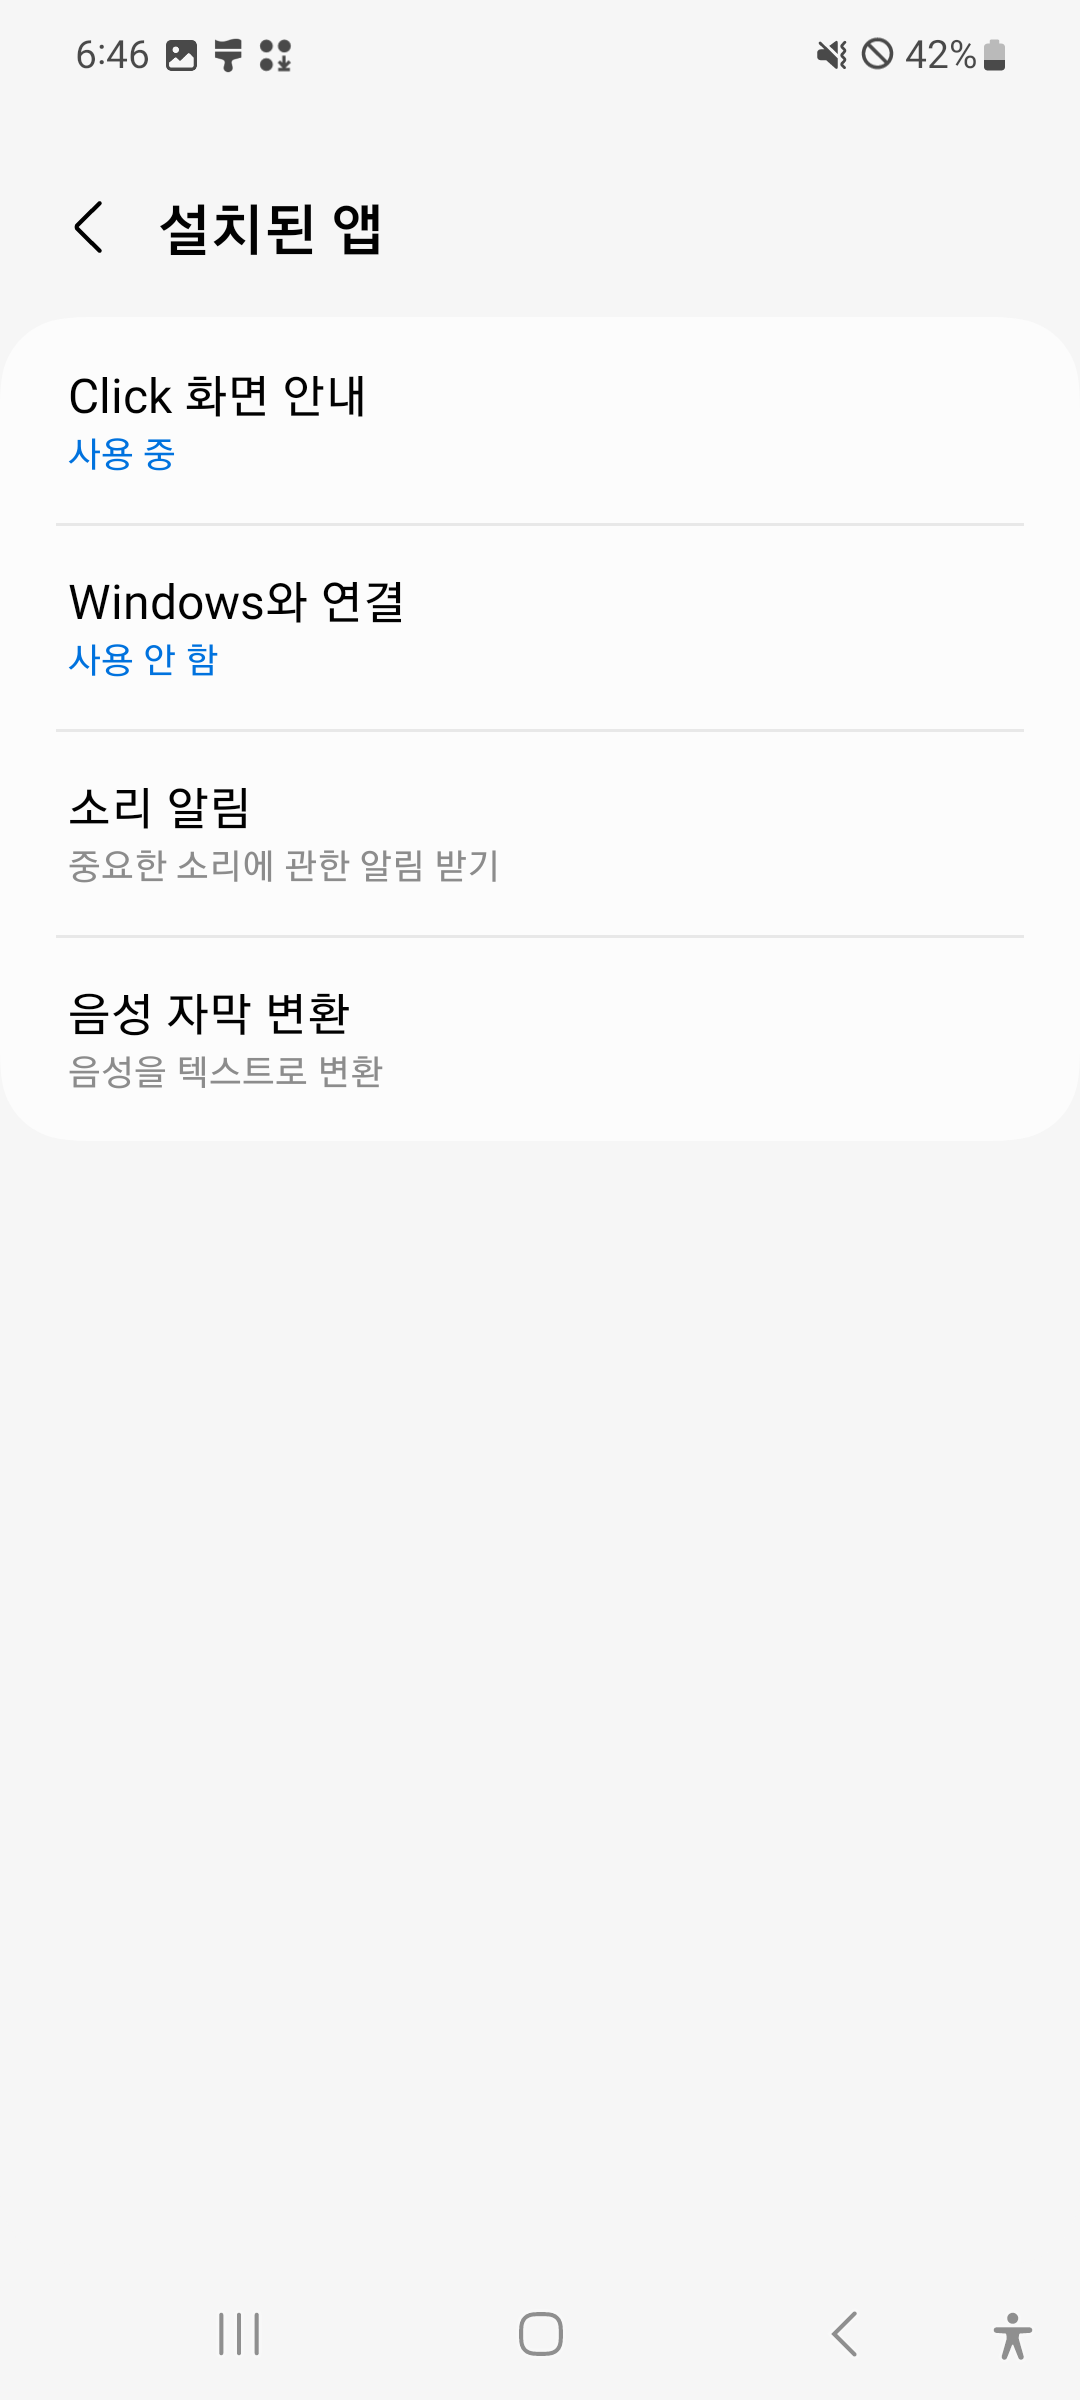 6:46
42%
설치된 앱
Click 화면 안내
사용 중
Windows와 연결
사용 안 함
소리 알림
중요한 소리에 관한 알림 받기
음성 자막 변환
음성을 텍스트로 변환